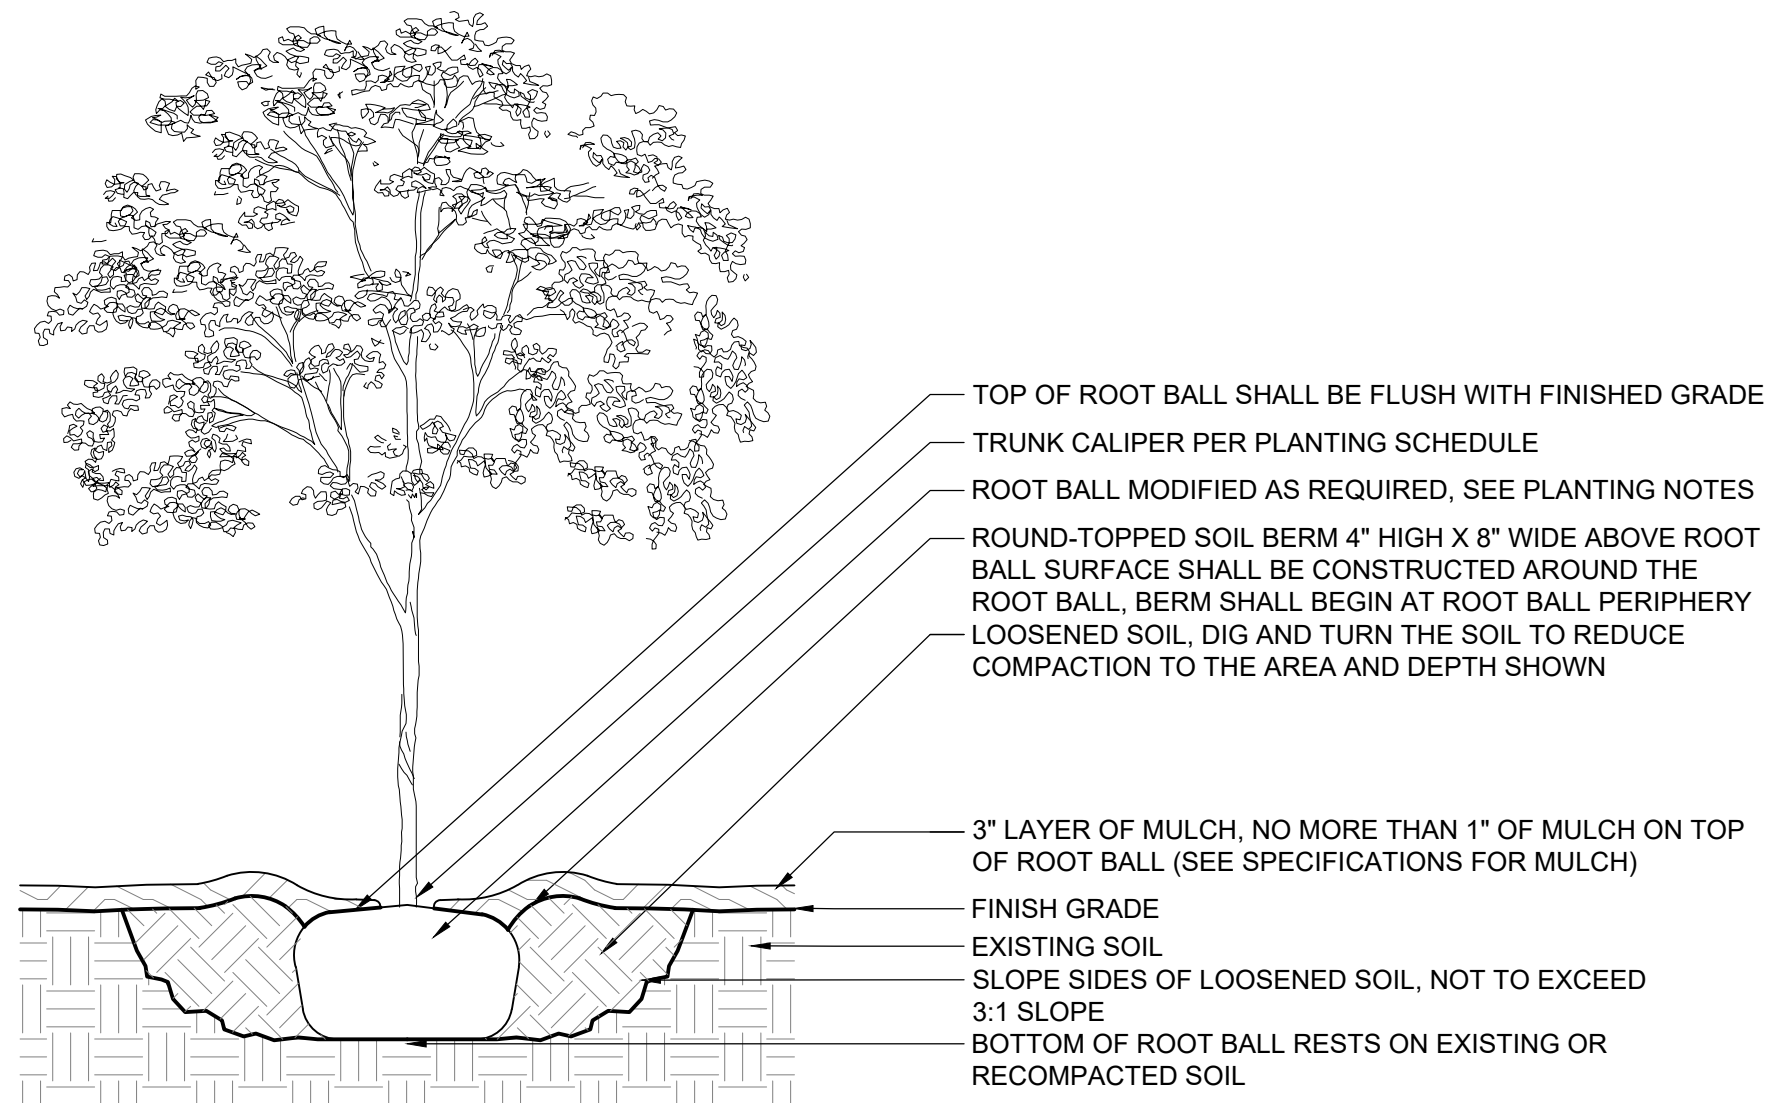 TOP OF ROOT BALL SHALL BE FLUSH WITH FINISHED GRADE
TRUNK CALIPER PER PLANTING SCHEDULE
ROOT BALL MODIFIED AS REQUIRED, SEE PLANTING NOTES
ROUND-TOPPED SOIL BERM 4" HIGH X 8" WIDE ABOVE ROOT
BALL SURFACE SHALL BE CONSTRUCTED AROUND THE
ROOT BALL, BERM SHALL BEGIN AT ROOT BALL PERIPHERY
LOOSENED SOIL, DIG AND TURN THE SOIL TO REDUCE
COMPACTION TO THE AREA AND DEPTH SHOWN
3" LAYER OF MULCH, NO MORE THAN 1" OF MULCH ON TOP
OF ROOT BALL (SEE SPECIFICATIONS FOR MULCH)
FINISH GRADE
EXISTING SOIL
SLOPE SIDES OF LOOSENED SOIL, NOT TO EXCEED
3:1 SLOPE
BOTTOM OF ROOT BALL RESTS ON EXISTING OR
RECOMPACTED SOIL